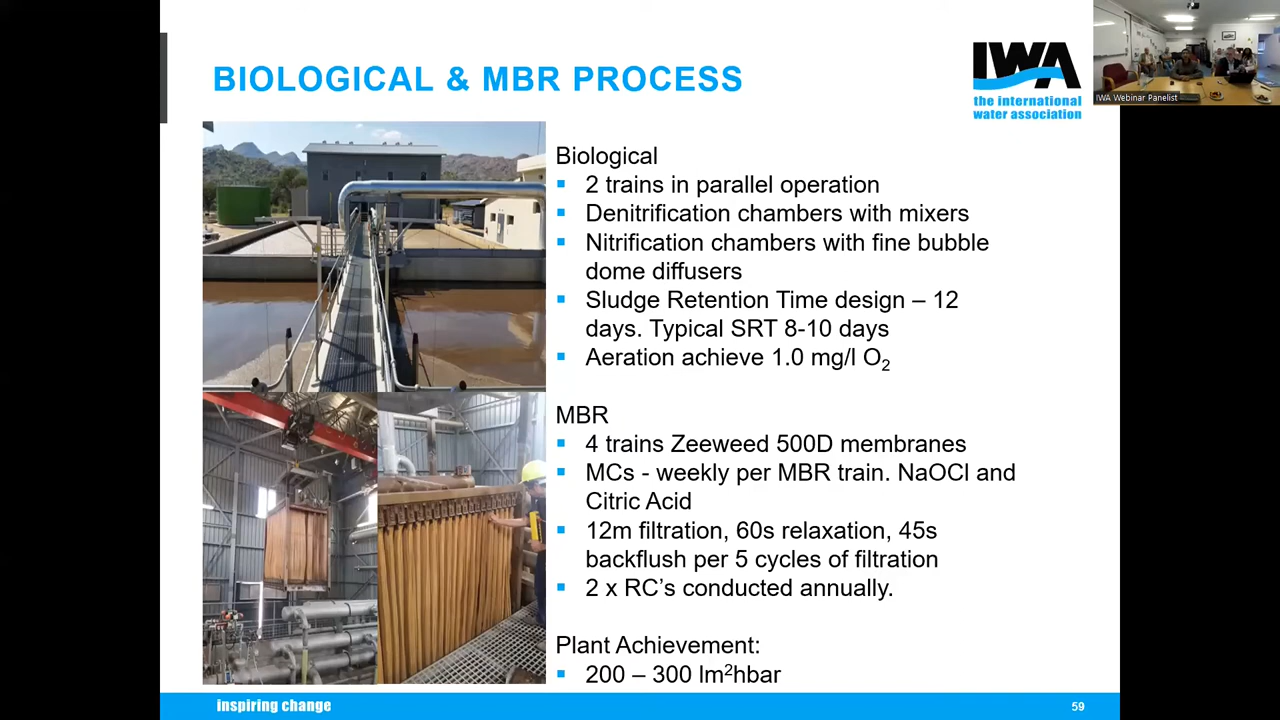 BIOLOGICAL & MBR PROCESS
IWA
the international
water association
IWA Webinar Panelist
Biological
▪ 2 trains in parallel operation
▪ Denitrification chambers with mixers
▪ Nitrification chambers with fine bubble
dome diffusers
▪ Sludge Retention Time design – 12
days. Typical SRT 8-10 days
▪ Aeration achieve 1.0 mg/l O₂
MBR
▪ 4 trains Zeeweed 500D membranes
▪ MCs - weekly per MBR train. NaOCl and
Citric Acid
▪ 12m filtration, 60s relaxation, 45s
backflush per 5 cycles of filtration
▪ 2 x RC’s conducted annually.
Plant Achievement:
▪ 200 – 300 lm²hbar
inspiring change
59